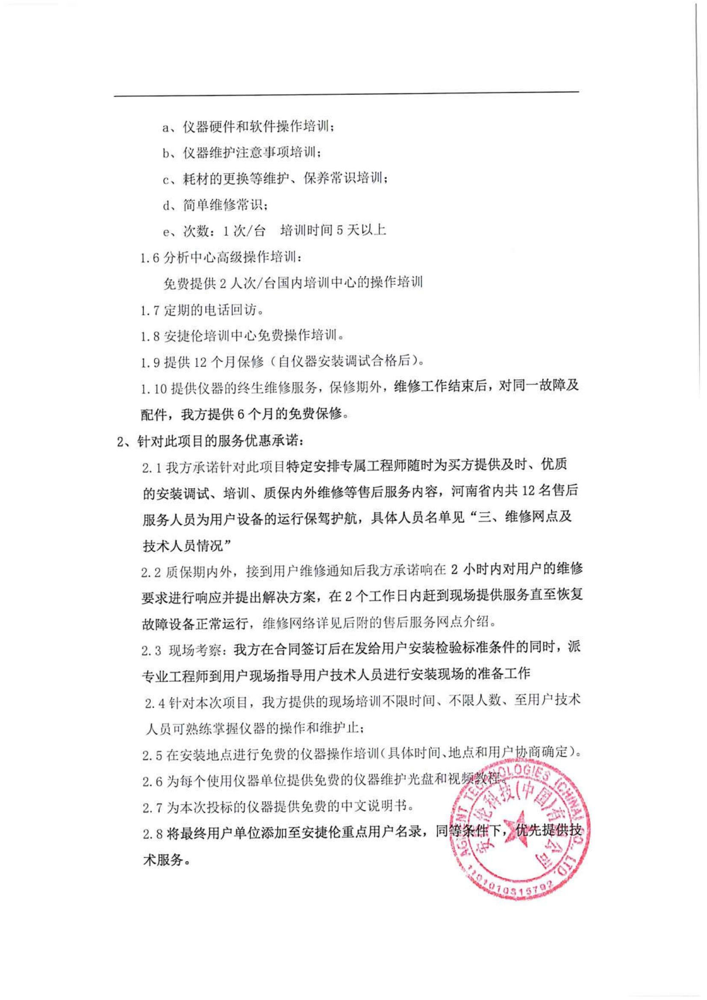 a、仪器硬件和软件操作培训；
b、仪器维护注意事项培训；
c、耗材的更换等维护、保养常识培训；
d、简单维修常识；
e、次数：1次/台 培训时间5天以上
1.6分析中心高级操作培训：
免费提供2人次/台国内培训中心的操作培训
1.7定期的电话回访。
1.8安捷伦培训中心免费操作培训。
1.9提供12个月保修（自仪器安装调试合格后）。
1.10提供仪器的终生维修服务，保修期外，维修工作结束后，对同一故障及
配件，我方提供6个月的免费保修。
2、针对此项目的服务优惠承诺：
2.1我方承诺针对此项目特定安排专属工程师随时为买方提供及时、优质
的安装调试、培训、质保内外维修等售后服务内容，河南省内共12名售后
服务人员为用户设备的运行保驾护航，具体人员名单见“三、维修网点及
技术人员情况”
2.2质保期内外，接到用户维修通知后我方承诺响在2小时内对用户的维修
要求进行响应并提出解决方案，在2个工作日内赶到现场提供服务直至恢复
故障设备正常运行，维修网络详见后附的售后服务网点介绍。
2.3 现场考察：我方在合同签订后在发给用户安装检验标准条件的同时，派
专业工程师到用户现场指导用户技术人员进行安装现场的准备工作
2.4针对本次项目，我方提供的现场培训不限时间、不限人数、至用户技术
人员可熟练掌握仪器的操作和维护止；
2.5在安装地点进行免费的仪器操作培训（具体时间、地点和用户协商确定）。
2.6为每个使用仪器单位提供免费的仪器维护光盘和视频教程。
2.7为本次投标的仪器提供免费的中文说明书。
2.8将最终用户单位添加至安捷伦重点用户名录，同等条件下，优先提供技
术服务。
AGILENT TECHNOLOGIES (CHINA) CO., LTD.
安捷伦科技(中国)有限公司